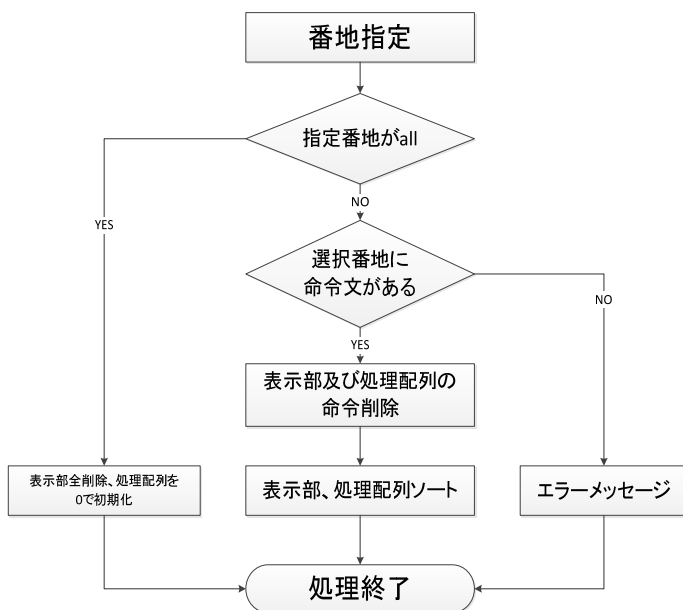 番地指定
指定番地がall
NO
YES
選択番地に
命令文がある
NO
YES
表示部及び処理配列の
命令削除
表示部全削除、処理配列を
0で初期化
表示部、処理配列ソート
エラーメッセージ
処理終了